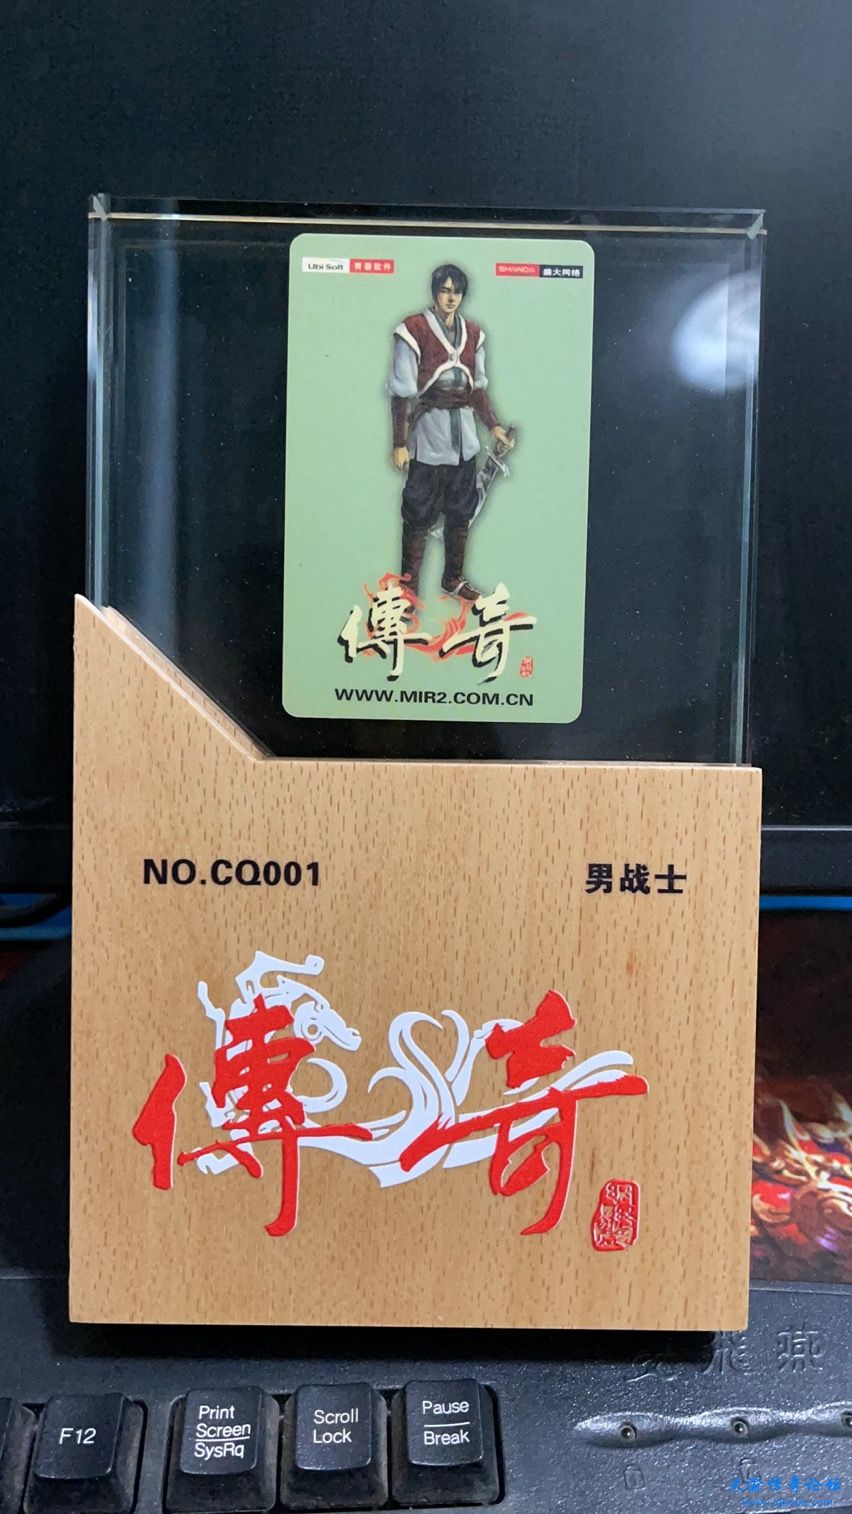 Ubi Soft 育碧软件
SHANDA 盛大网络
傳奇
WWW.MIR2.COM.CN
NO.CQ001
男战士
傳奇
F12
Print
Screen
SysRq
Scroll
Lock
Pause
Break